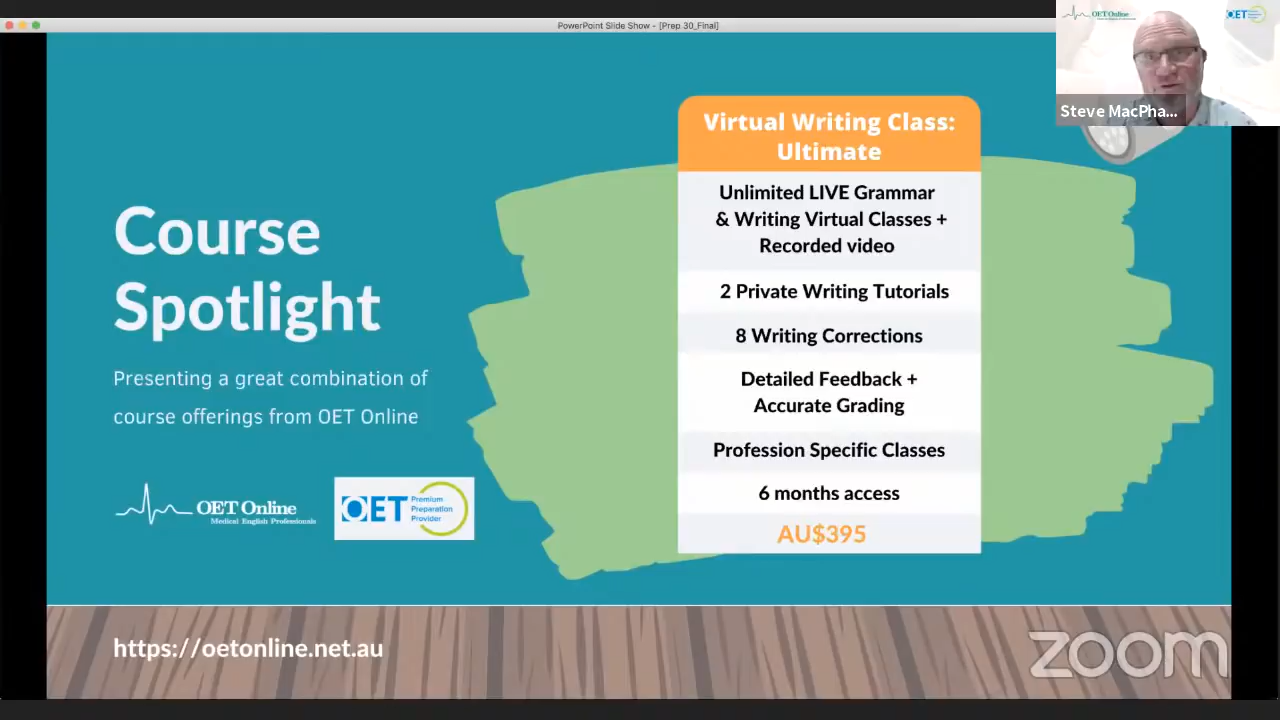 PowerPoint Slide Show - [Prep 30_Final]
OET Online
OET
Steve MacPha...
Virtual Writing Class:
Ultimate
Unlimited LIVE Grammar
& Writing Virtual Classes +
Recorded video
2 Private Writing Tutorials
8 Writing Corrections
Detailed Feedback +
Accurate Grading
Profession Specific Classes
6 months access
AU$395
Course
Spotlight
Presenting a great combination of
course offerings from OET Online
OET Online
Medical English Professionals
OET
Premium
Preparation
Provider
https://oetonline.net.au
zoom